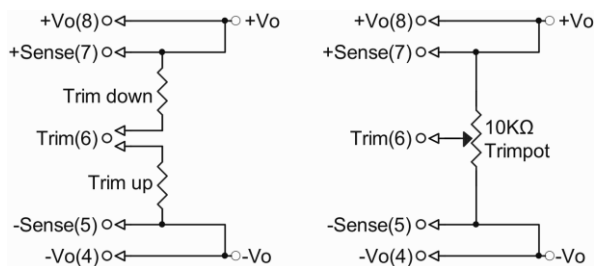 +Vo(8)
+Vo
+Sense(7)
Trim down
Trim(6)
Trim up
-Sense(5)
-Vo(4)
-Vo
+Vo(8)
+Vo
+Sense(7)
Trim(6)
10KΩ
Trimpot
-Sense(5)
-Vo(4)
-Vo